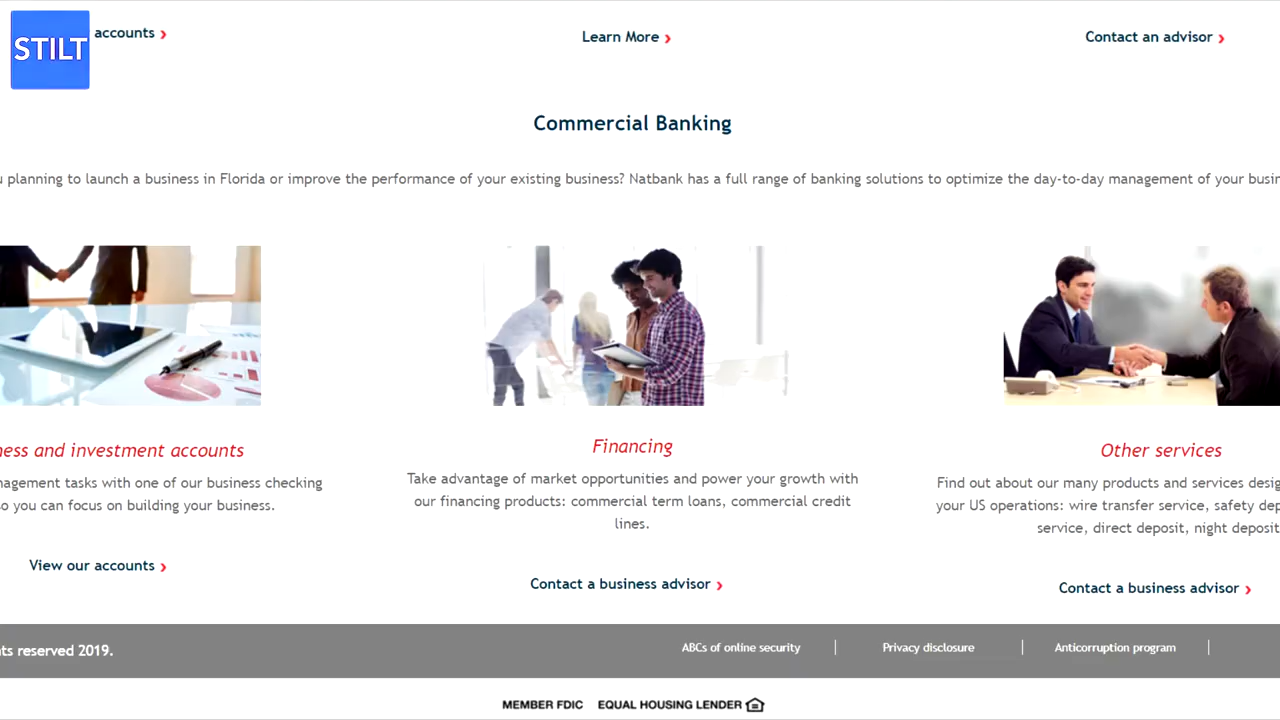 STILT
accounts
Learn More
Contact an advisor
Commercial Banking
planning to launch a business in Florida or improve the performance of your existing business? Natbank has a full range of banking solutions to optimize the day-to-day management of your
ness and investment accounts
nagement tasks with one of our business checking
so you can focus on building your business.
View our accounts
Financing
Take advantage of market opportunities and power your growth with
our financing products: commercial term loans, commercial credit
lines.
Contact a business advisor
Other services
Find out about our many products and services
your US operations: wire transfer service, safety
service, direct deposit, night deposit
Contact a business advisor
ts reserved 2019.
ABCs of online security
Privacy disclosure
Anticorruption program
MEMBER FDIC EQUAL HOUSING LENDER